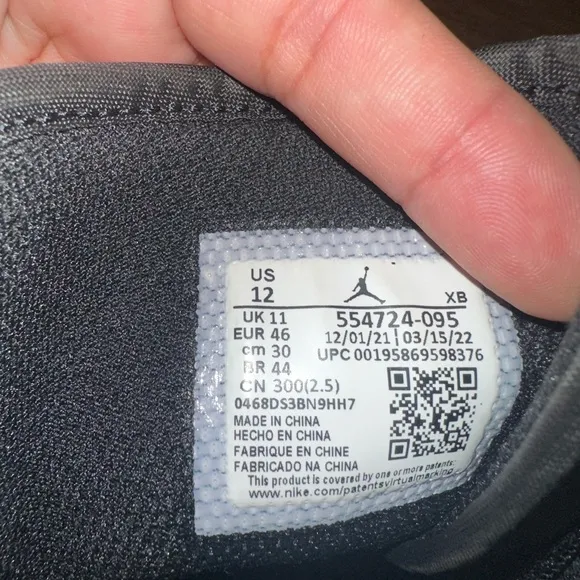 US
12
XB
UK 11
554724-095
EUR 46
12/01/21 | 03/15/22
cm 30
UPC 00195869598376
BR 44
CN 300(2.5)
0468DS3BN9HH7
MADE IN CHINA
HECHO EN CHINA
FABRIQUE EN CHINE
FABRICADO NA CHINA
This product is covered by one or more patents.
www.nike.com/patentsvirtualmarking